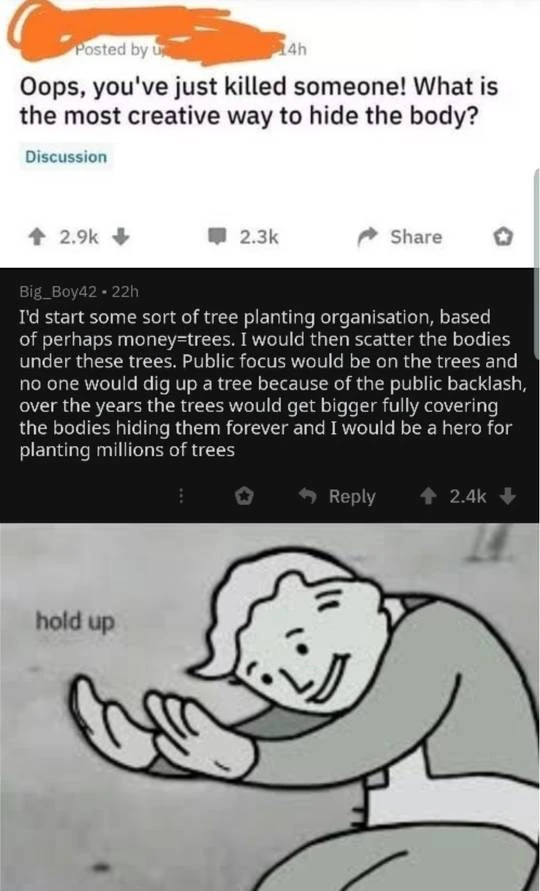 Posted by u
14h
Oops, you've just killed someone! What is
the most creative way to hide the body?
Discussion
2.9k
2.3k
Share
Big_Boy42 • 22h
I'd start some sort of tree planting organisation, based
of perhaps money=trees. I would then scatter the bodies
under these trees. Public focus would be on the trees and
no one would dig up a tree because of the public backlash,
over the years the trees would get bigger fully covering
the bodies hiding them forever and I would be a hero for
planting millions of trees
Reply
2.4k
hold up